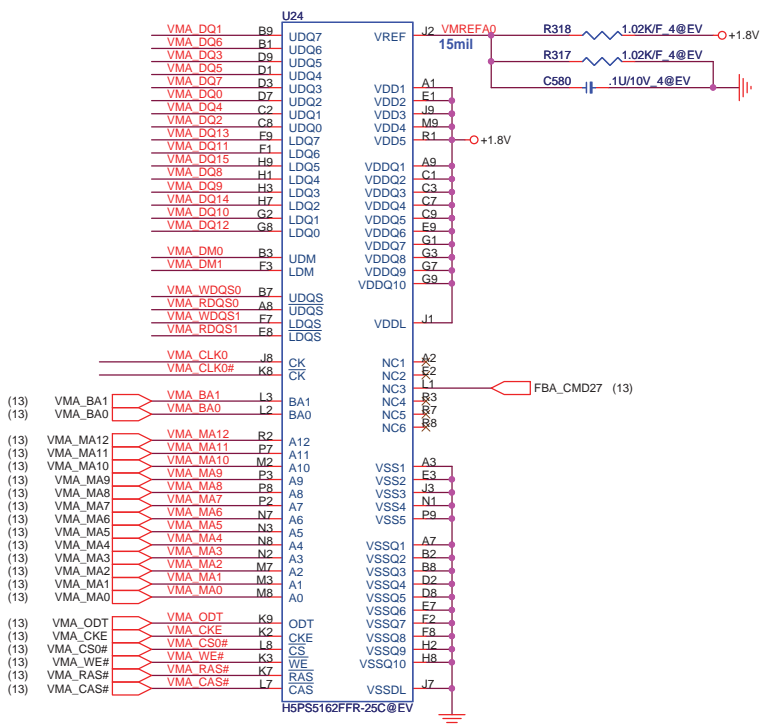 U24
VMA_DQ1 B9 UDQ7 VREF J2 VMREFA0 R318 1.02K/F_4@EV +1.8V
VMA_DQ6 B1 UDQ6 15mil
VMA_DQ3 D9 UDQ5 R317 1.02K/F_4@EV
VMA_DQ5 D1 UDQ4
VMA_DQ7 D3 UDQ3 VDD1 A1 C580 .1U/10V_4@EV
VMA_DQ0 D7 UDQ2 VDD2 E1
VMA_DQ4 C2 UDQ1 VDD3 J9
VMA_DQ2 C8 UDQ0 VDD4 M9
VMA_DQ13 F9 LDQ7 VDD5 R1 +1.8V
VMA_DQ11 F1 LDQ6
VMA_DQ15 H9 LDQ5 VDDQ1 A9
VMA_DQ8 H1 LDQ4 VDDQ2 C1
VMA_DQ9 H3 LDQ3 VDDQ3 C3
VMA_DQ14 H7 LDQ2 VDDQ4 C7
VMA_DQ10 G2 LDQ1 VDDQ5 C9
VMA_DQ12 G8 LDQ0 VDDQ6 E9
VDDQ7 G1
VMA_DM0 B3 UDM VDDQ8 G3
VMA_DM1 F3 LDM VDDQ9 G7
VDDQ10 G9
VMA_WDQS0 B7 UDQS
VMA_RDQS0 A8 UDQS
VMA_WDQS1 F7 LDQS VDDL J1
VMA_RDQS1 E8 LDQS
VMA_CLK0 J8 CK NC1 A2
VMA_CLK0# K8 CK NC2 E2
NC3 L1 FBA_CMD27 (13)
(13) VMA_BA1 VMA_BA1 L3 BA1 NC4 R3
(13) VMA_BA0 VMA_BA0 L2 BA0 NC5 R7
NC6 R8
(13) VMA_MA12 VMA_MA12 R2 A12
(13) VMA_MA11 VMA_MA11 P7 A11
(13) VMA_MA10 VMA_MA10 M2 A10 VSS1 A3
(13) VMA_MA9 VMA_MA9 P3 A9 VSS2 E3
(13) VMA_MA8 VMA_MA8 P8 A8 VSS3 J3
(13) VMA_MA7 VMA_MA7 P2 A7 VSS4 N1
(13) VMA_MA6 VMA_MA6 N7 A6 VSS5 P9
(13) VMA_MA5 VMA_MA5 N3 A5
(13) VMA_MA4 VMA_MA4 N8 A4 VSSQ1 A7
(13) VMA_MA3 VMA_MA3 N2 A3 VSSQ2 B2
(13) VMA_MA2 VMA_MA2 M7 A2 VSSQ3 B8
(13) VMA_MA1 VMA_MA1 M3 A1 VSSQ4 D2
(13) VMA_MA0 VMA_MA0 M8 A0 VSSQ5 D8
VSSQ6 E7
(13) VMA_ODT VMA_ODT K9 ODT VSSQ7 F2
(13) VMA_CKE VMA_CKE K2 CKE VSSQ8 F8
(13) VMA_CS0# VMA_CS0# L8 CS VSSQ9 H2
(13) VMA_WE# VMA_WE# K3 WE VSSQ10 H8
(13) VMA_RAS# VMA_RAS# K7 RAS
(13) VMA_CAS# VMA_CAS# L7 CAS VSSDL J7
H5PS5162FFR-25C@EV